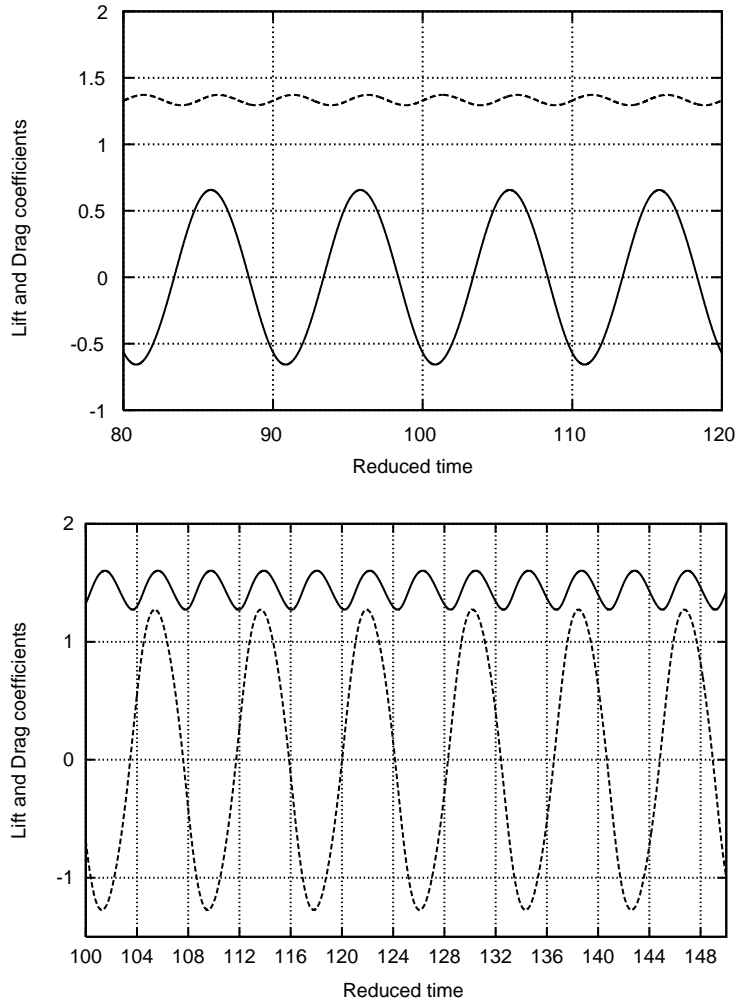 2
1.5
1
0.5
0
-0.5
-1
Lift and Drag coefficients
80 90 100 110 120
Reduced time
2
1
0
-1
Lift and Drag coefficients
100 104 108 112 116 120 124 128 132 136 140 144 148
Reduced time